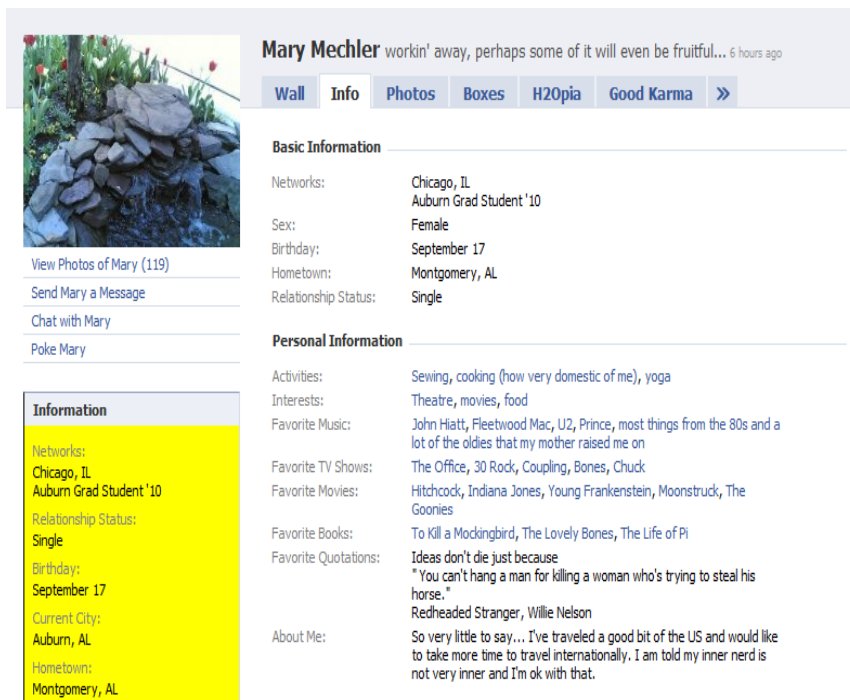 Mary Mechler workin' away, perhaps some of it will even be fruitful... 6 hours ago
Wall Info Photos Boxes H2Opia Good Karma »
View Photos of Mary (119)
Send Mary a Message
Chat with Mary
Poke Mary
Information
Networks:
Chicago, IL
Auburn Grad Student '10
Relationship Status:
Single
Birthday:
September 17
Current City:
Auburn, AL
Hometown:
Montgomery, AL
Basic Information
Networks: Chicago, IL
Auburn Grad Student '10
Sex: Female
Birthday: September 17
Hometown: Montgomery, AL
Relationship Status: Single
Personal Information
Activities: Sewing, cooking (how very domestic of me), yoga
Interests: Theatre, movies, food
Favorite Music: John Hiatt, Fleetwood Mac, U2, Prince, most things from the 80s and a
lot of the oldies that my mother raised me on
Favorite TV Shows: The Office, 30 Rock, Coupling, Bones, Chuck
Favorite Movies: Hitchcock, Indiana Jones, Young Frankenstein, Moonstruck, The
Goonies
Favorite Books: To Kill a Mockingbird, The Lovely Bones, The Life of Pi
Favorite Quotations: Ideas don't die just because
" You can't hang a man for killing a woman who's trying to steal his
horse."
Redheaded Stranger, Willie Nelson
About Me: So very little to say... I've traveled a good bit of the US and would like
to take more time to travel internationally. I am told my inner nerd is
not very inner and I'm ok with that.